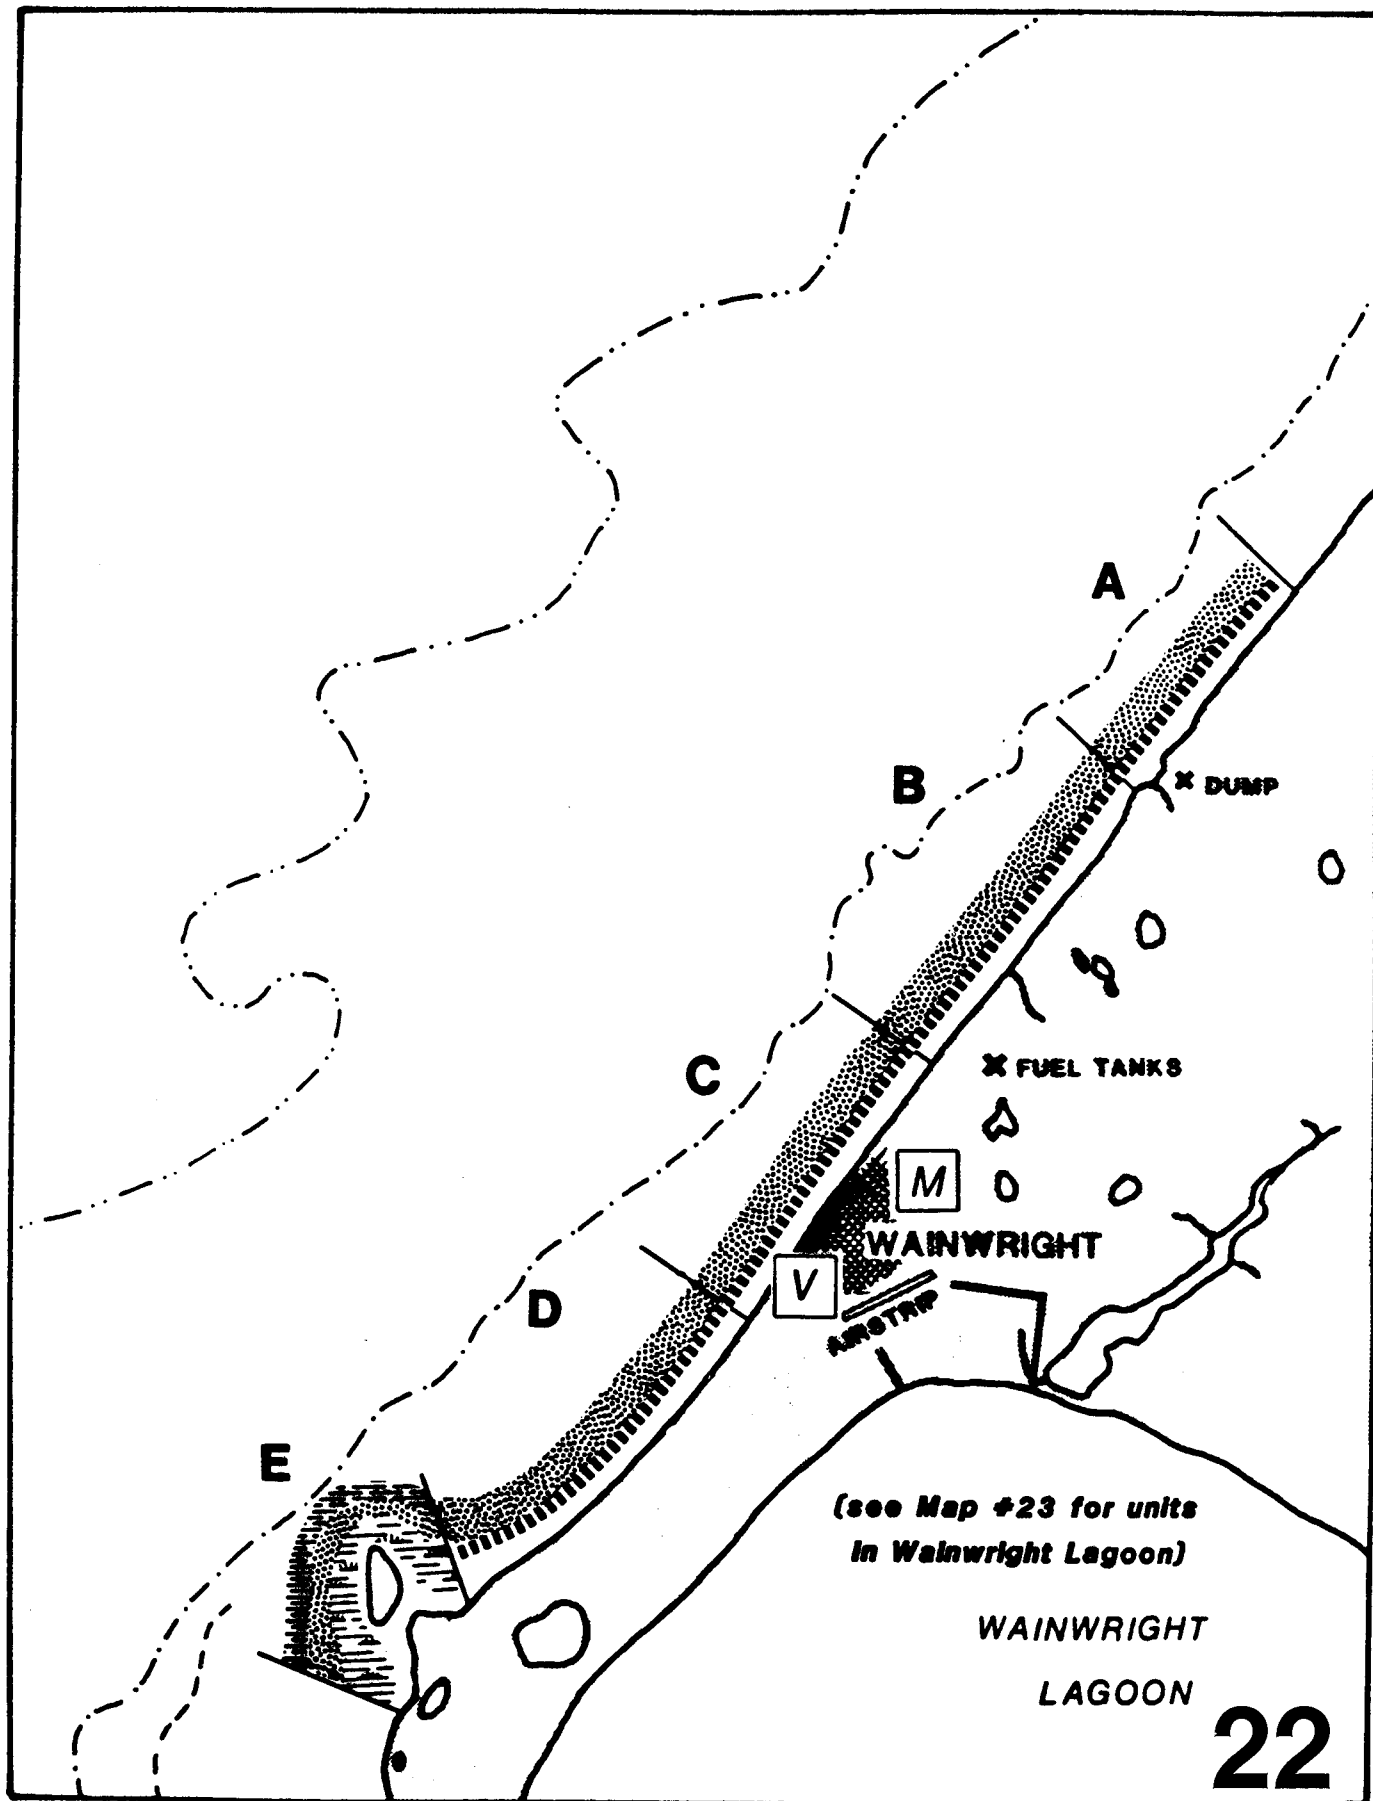 A
B
DUMP
C
FUEL TANKS
M
WAINWRIGHT
V
D
AIRSTRIP
E
(see Map #23 for units
in Wainwright Lagoon)
WAINWRIGHT
LAGOON
22